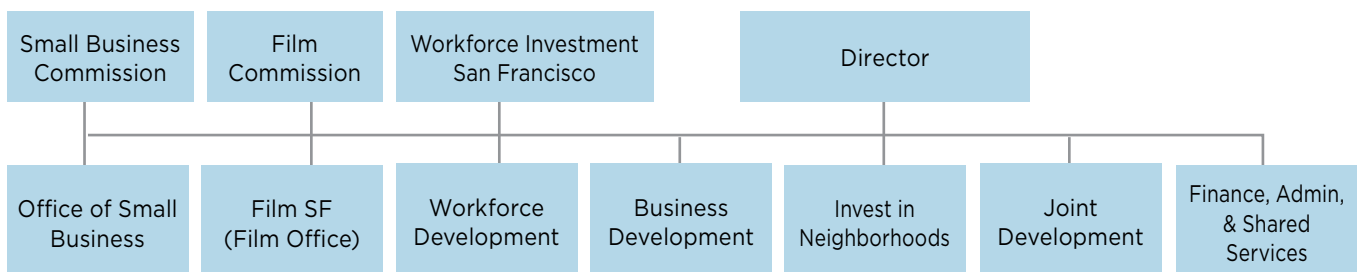 Small Business
Commission
Film
Commission
Workforce Investment
San Francisco
Director
Office of Small
Business
Film SF
(Film Office)
Workforce
Development
Business
Development
Invest in
Neighborhoods
Joint
Development
Finance, Admin,
& Shared
Services